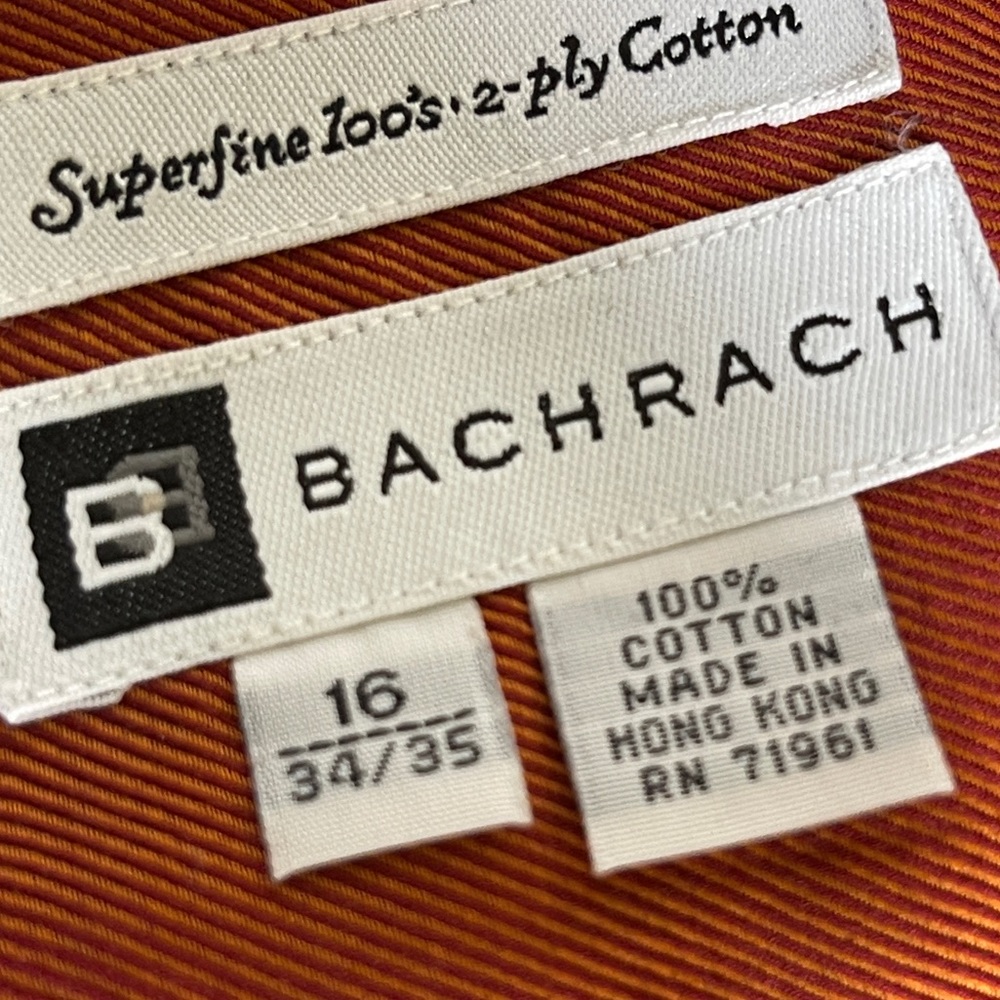 Superfine 100's · 2-ply Cotton
B BACHRACH
16
34/35
100%
COTTON
MADE IN
HONG KONG
RN 71961